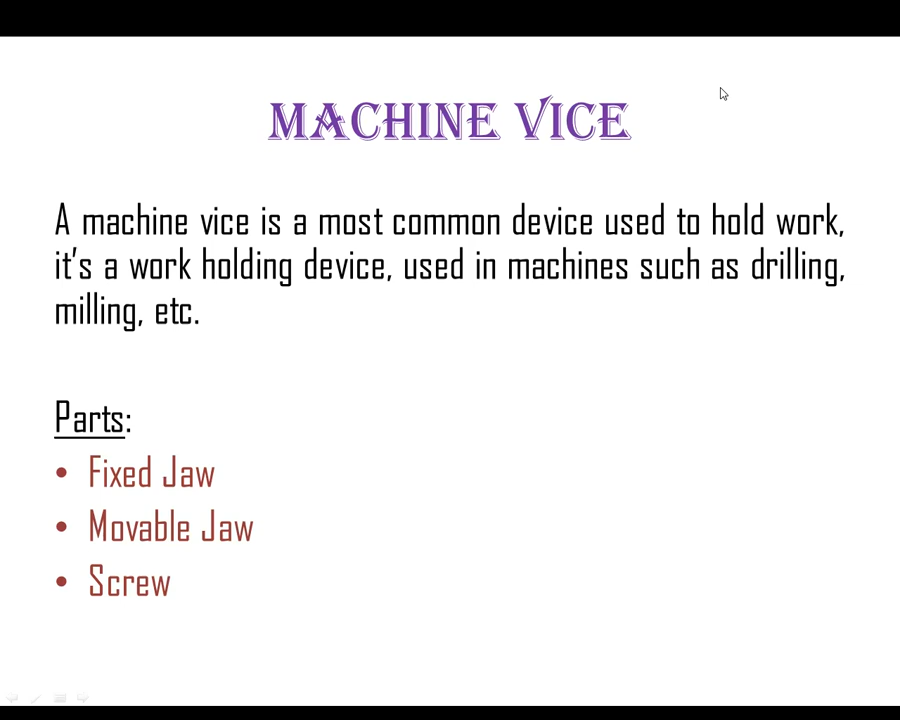 MACHINE VICE
A machine vice is a most common device used to hold work,
it's a work holding device, used in machines such as drilling,
milling, etc.
Parts:
• Fixed Jaw
• Movable Jaw
• Screw